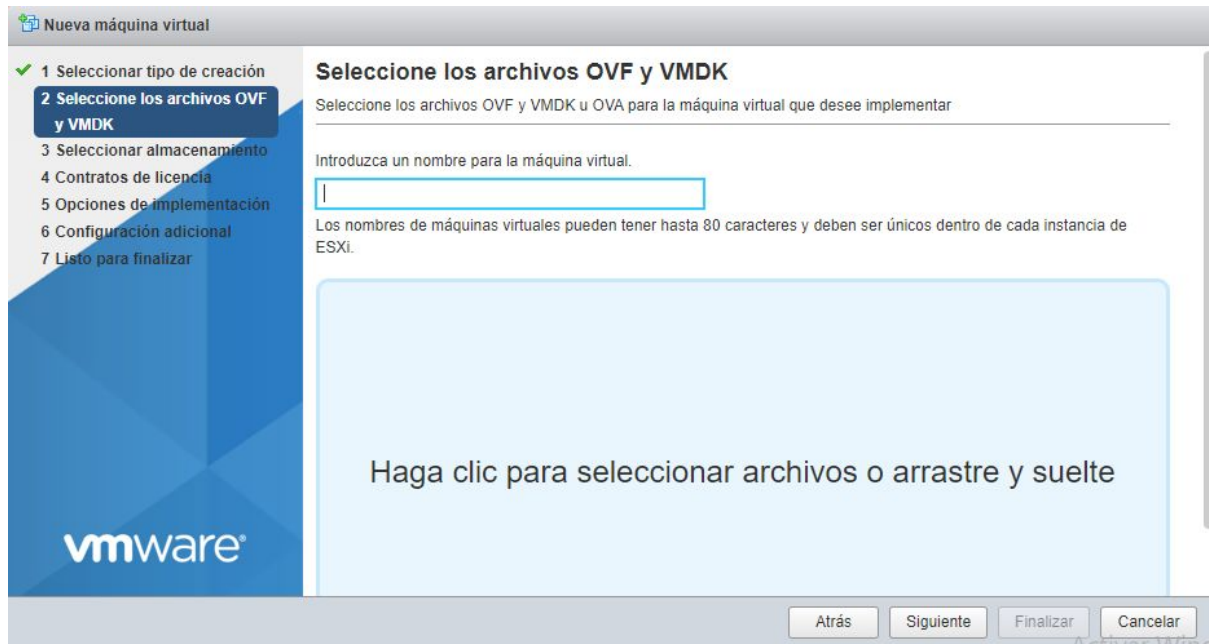 Nueva máquina virtual
1 Seleccionar tipo de creación
2 Seleccione los archivos OVF
y VMDK
3 Seleccionar almacenamiento
4 Contratos de licencia
5 Opciones de implementación
6 Configuración adicional
7 Listo para finalizar
vmware®
Seleccione los archivos OVF y VMDK
Seleccione los archivos OVF y VMDK u OVA para la máquina virtual que desee implementar
Introduzca un nombre para la máquina virtual.
Los nombres de máquinas virtuales pueden tener hasta 80 caracteres y deben ser únicos dentro de cada instancia de
ESXi.
Haga clic para seleccionar archivos o arrastre y suelte
Atrás
Siguiente
Finalizar
Cancelar